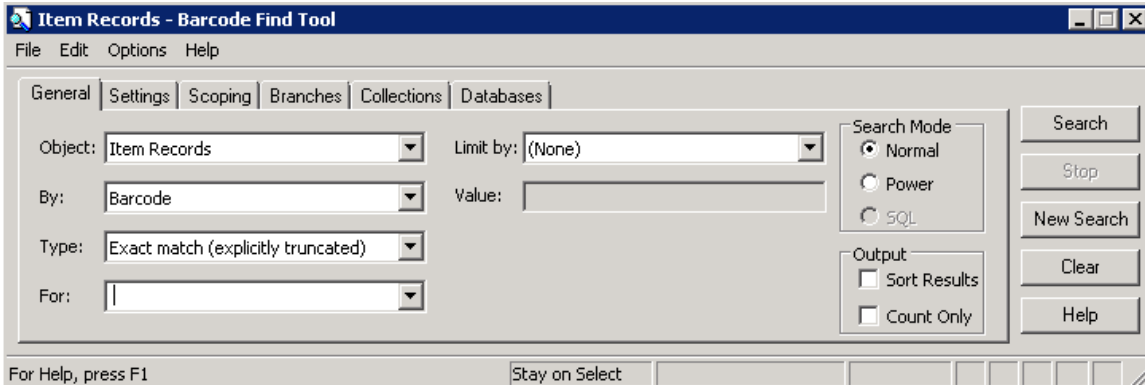 Item Records - Barcode Find Tool
File Edit Options Help
General Settings Scoping Branches Collections Databases
Object: Item Records
By: Barcode
Type: Exact match (explicitly truncated)
For:
Limit by: (None)
Value:
Search Mode
Normal
Power
SQL
Output
Sort Results
Count Only
Search
Stop
New Search
Clear
Help
For Help, press F1 Stay on Select